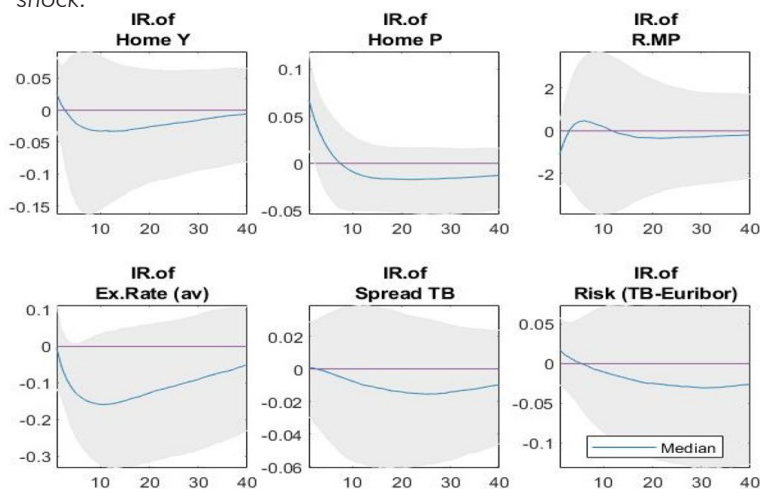 shock.
IR.of
Home Y
0.05
0
-0.05
-0.1
-0.15
10 20 30 40
IR.of
Home P
0.1
0.05
0
-0.05
10 20 30 40
IR.of
R.MP
2
0
-2
10 20 30 40
IR.of
Ex.Rate (av)
0.1
0
-0.1
-0.2
-0.3
10 20 30 40
IR.of
Spread TB
0.02
0
-0.02
-0.04
-0.06
10 20 30 40
IR.of
Risk (TB-Euribor)
0.05
0
-0.05
-0.1
Median
10 20 30 40